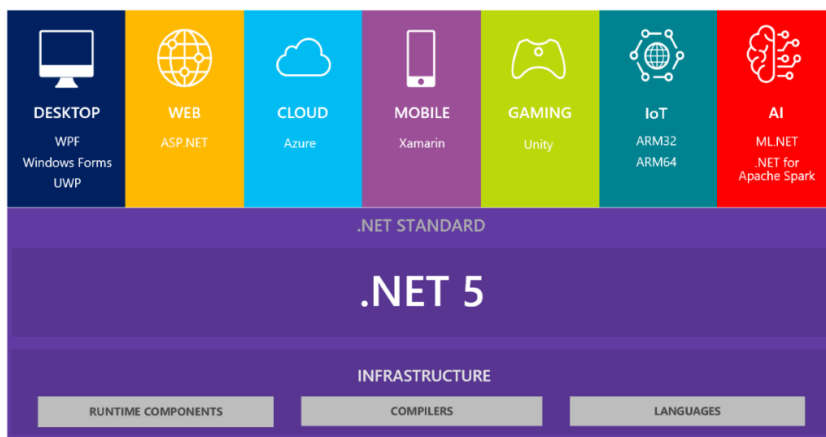 DESKTOP
WPF
Windows Forms
UWP
WEB
ASP.NET
CLOUD
Azure
MOBILE
Xamarin
GAMING
Unity
IoT
ARM32
ARM64
AI
ML.NET
.NET for
Apache Spark
.NET STANDARD
.NET 5
INFRASTRUCTURE
RUNTIME COMPONENTS
COMPILERS
LANGUAGES